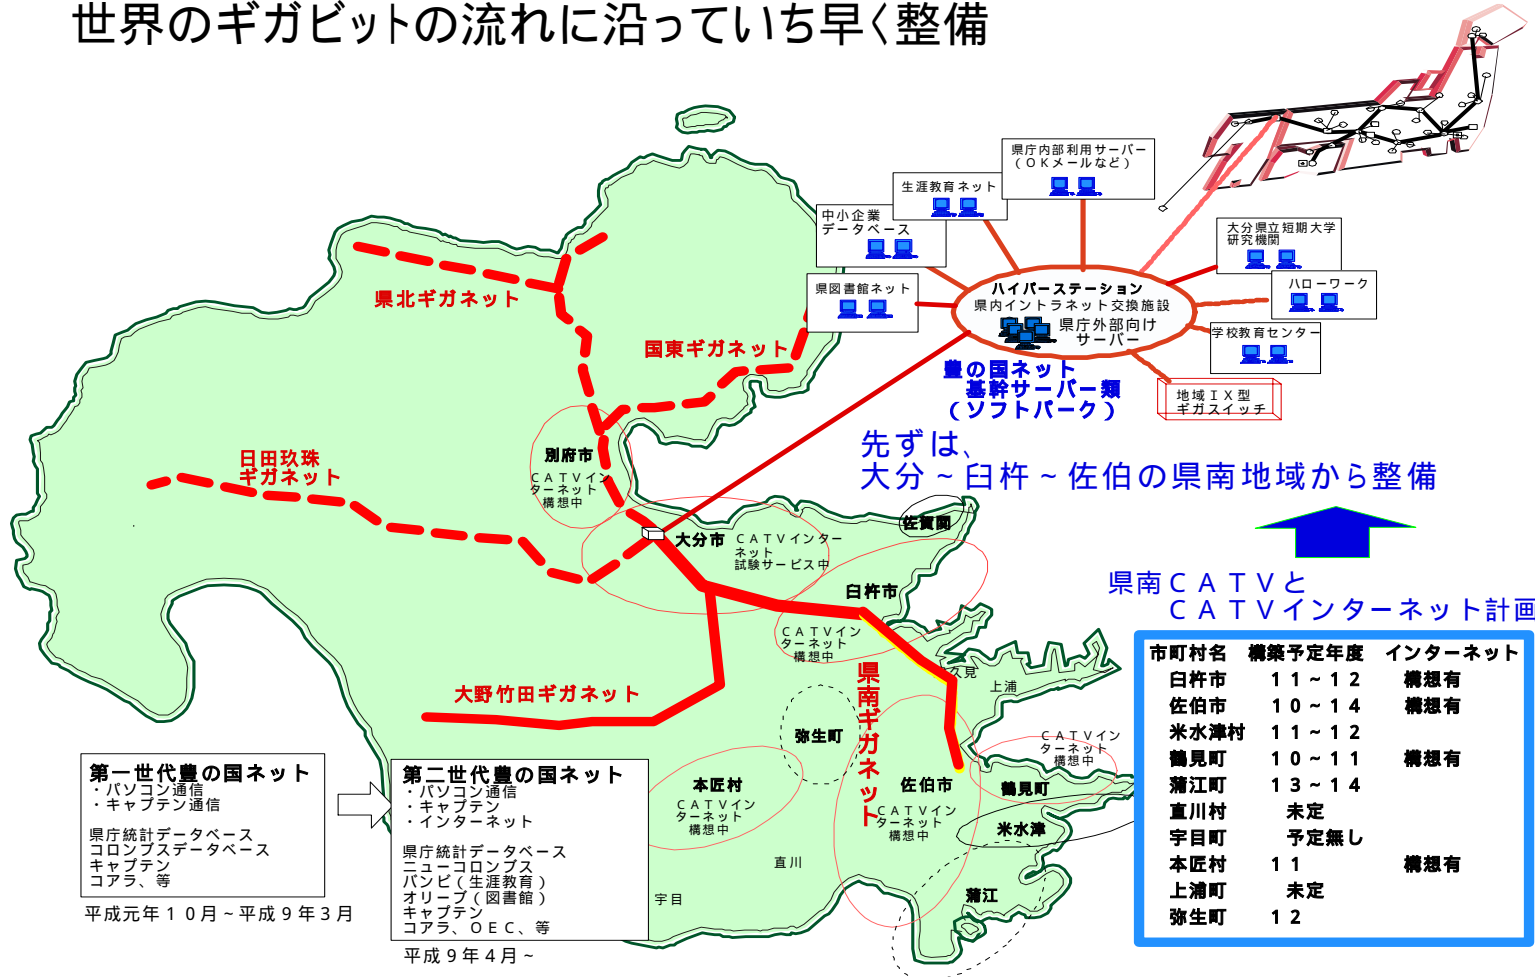 世界のギガビットの流れに沿っていち早く整備
県庁内部利用サーバー
（ＯＫメールなど）
生涯教育ネット
中小企業
データベース
県図書館ネット
大分県立短期大学
研究機関
ハローワーク
学校教育センター
地域ＩＸ型
ギガスイッチ
ハイパーステーション
県内イントラネット交換施設
県庁外部向け
サーバー
豊の国ネット
基幹サーバー類
（ソフトパーク）
県北ギガネット
国東ギガネット
日田玖珠
ギガネット
別府市
ＣＡＴＶイン
ターネット
構想中
先ずは、
大分～臼杵～佐伯の県南地域から整備
佐賀関
大分市
ＣＡＴＶインター
ネット
試験サービス中
臼杵市
ＣＡＴＶイン
ターネット
構想中
久見
上浦
大野竹田ギガネット
県南ギガネット
弥生町
本匠村
ＣＡＴＶイン
ターネット
構想中
佐伯市
ＣＡＴＶイン
ターネット
構想中
ＣＡＴＶイン
ターネット
構想中
鶴見町
米水津
直川
宇目
蒲江
県南ＣＡＴＶと
ＣＡＴＶインターネット計画
市町村名 構築予定年度 インターネット
臼杵市 １１～１２ 構想有
佐伯市 １０～１４ 構想有
米水津村 １１～１２
鶴見町 １０～１１ 構想有
蒲江町 １３～１４
直川村 未定
宇目町 予定無し
本匠村 １１ 構想有
上浦町 未定
弥生町 １２
第一世代豊の国ネット
・パソコン通信
・キャプテン通信
県庁統計データベース
コロンブスデータベース
キャプテン
コアラ、等
平成元年１０月～平成９年３月
第二世代豊の国ネット
・パソコン通信
・キャプテン
・インターネット
県庁統計データベース
ニューコロンブス
バンビ（生涯教育）
オリーブ（図書館）
キャプテン
コアラ、ＯＥＣ、等
平成９年４月～